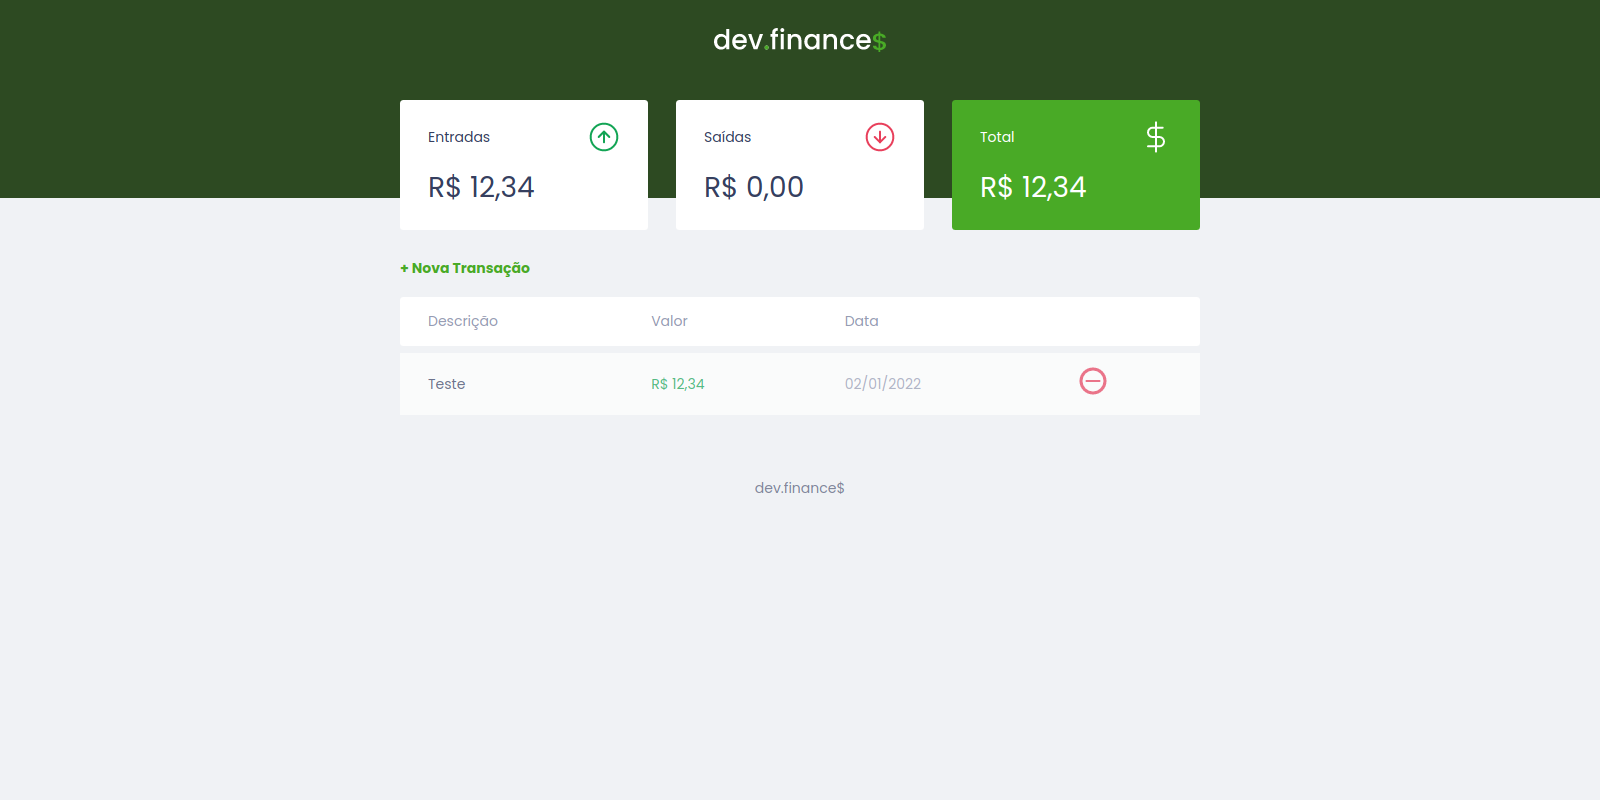 dev.finance$
Entradas
R$ 12,34
Saídas
R$ 0,00
Total
$
R$ 12,34
+ Nova Transação
Descrição Valor Data
Teste R$ 12,34 02/01/2022
dev.finance$